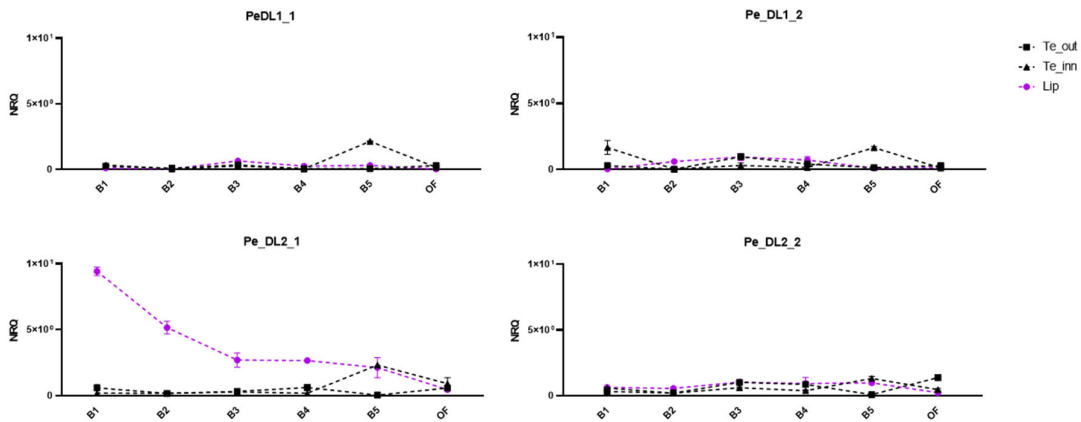 PeDL1_1
1×10¹
5×10⁰
0
NRQ
B1 B2 B3 B4 B5 OF
Pe_DL1_2
1×10¹
5×10⁰
0
NRQ
B1 B2 B3 B4 B5 OF
Te_out
Te_inn
Lip
Pe_DL2_1
1×10¹
5×10⁰
0
NRQ
B1 B2 B3 B4 B5 OF
Pe_DL2_2
1×10¹
5×10⁰
0
NRQ
B1 B2 B3 B4 B5 OF